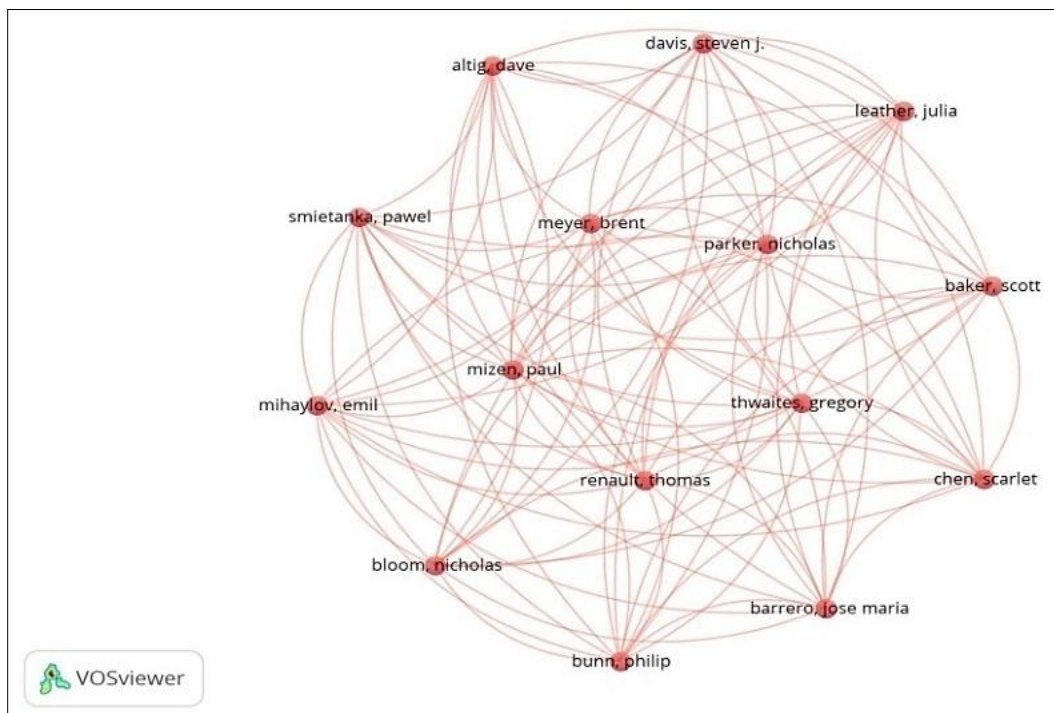 davis, steven j.
altig, dave
leather, julia
smietanka, pawel
meyer, brent
parker, nicholas
baker, scott
mizen, paul
mihaylov, emil
thwaites, gregory
renault, thomas
chen, scarlet
bloom, nicholas
barrero, jose maria
bunn, philip
VOSviewer